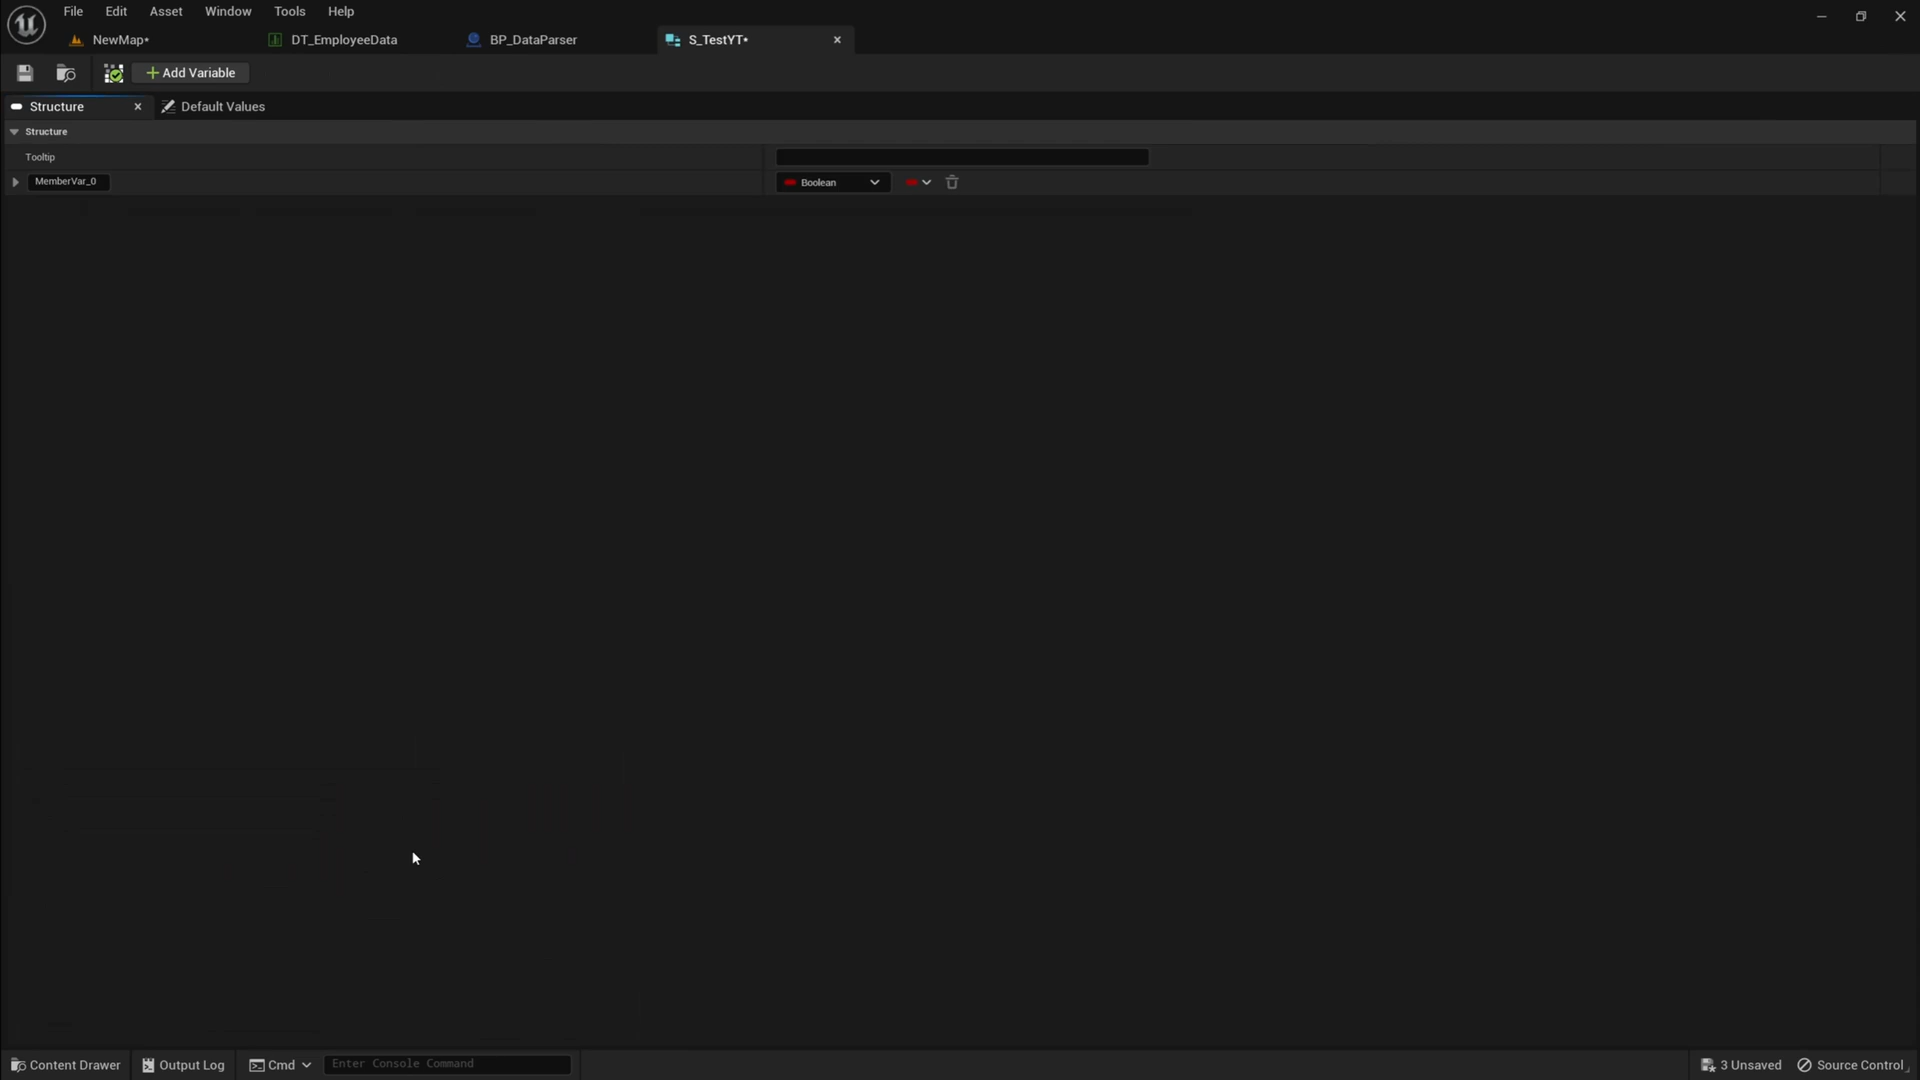 File Edit Asset Window Tools Help
NewMap* DT_EmployeeData BP_DataParser S_TestYT*
Add Variable
Structure Default Values
Structure
Tooltip
MemberVar_0 Boolean
Content Drawer Output Log Cmd Enter Console Command 3 Unsaved Source Control